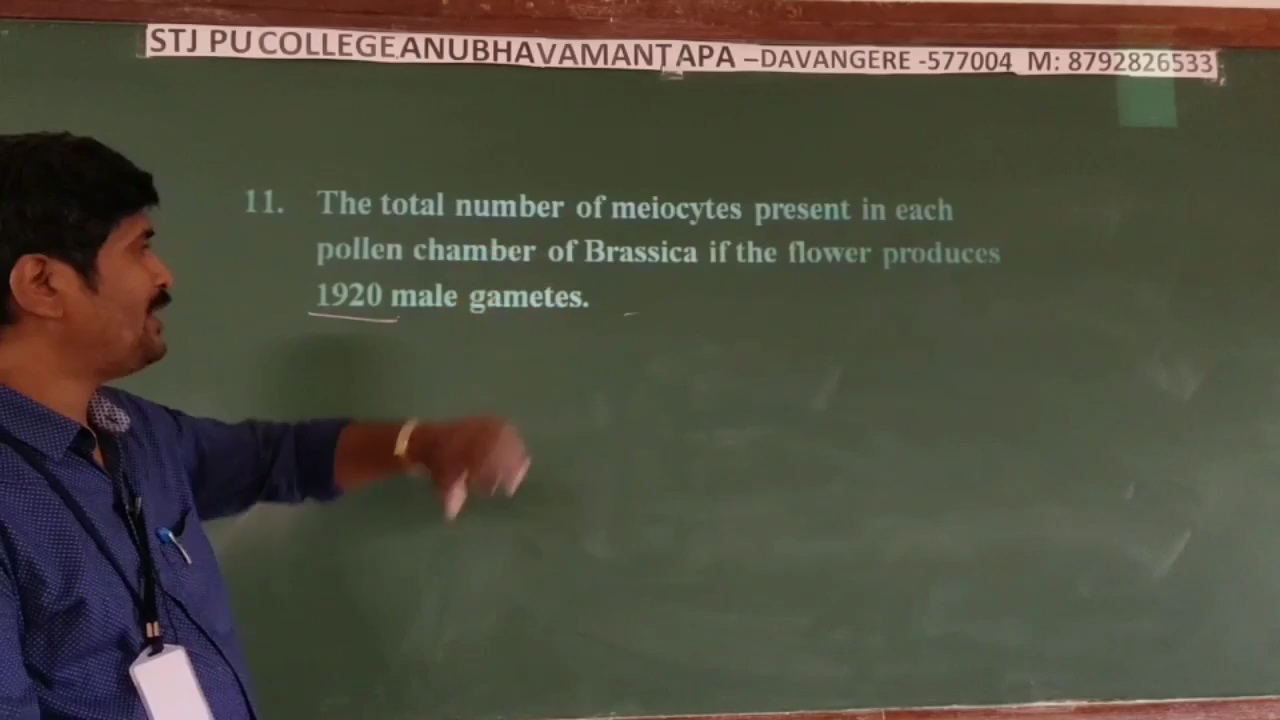 STJ PU COLLEGE ANUBHAVAMANTAPA –DAVANGERE -577004 M: 8792826533
11. The total number of meiocytes present in each
pollen chamber of Brassica if the flower produces
1920 male gametes.